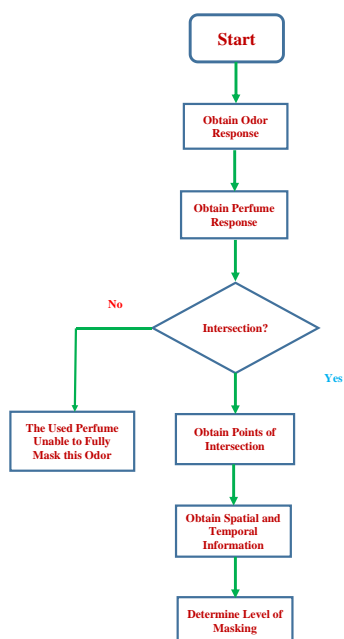 Start
Obtain Odor
Response
Obtain Perfume
Response
No
Intersection?
Yes
The Used Perfume
Unable to Fully
Mask this Odor
Obtain Points of
Intersection
Obtain Spatial and
Temporal
Information
Determine Level of
Masking